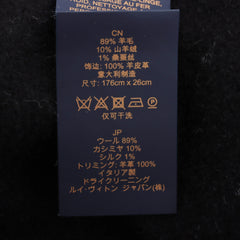 PROFESSIONAL
CN
89% 羊毛
10% 山羊绒
1% 桑蚕丝
饰边: 100% 羊皮革
意大利制造
尺寸: 176cm x 26cm
仅可干洗
JP
ウール 89%
カシミヤ 10%
シルク 1%
トリミング: 羊革 100%
イタリア製
ドライクリーニング
ルイ・ヴィトン ジャパン(株)